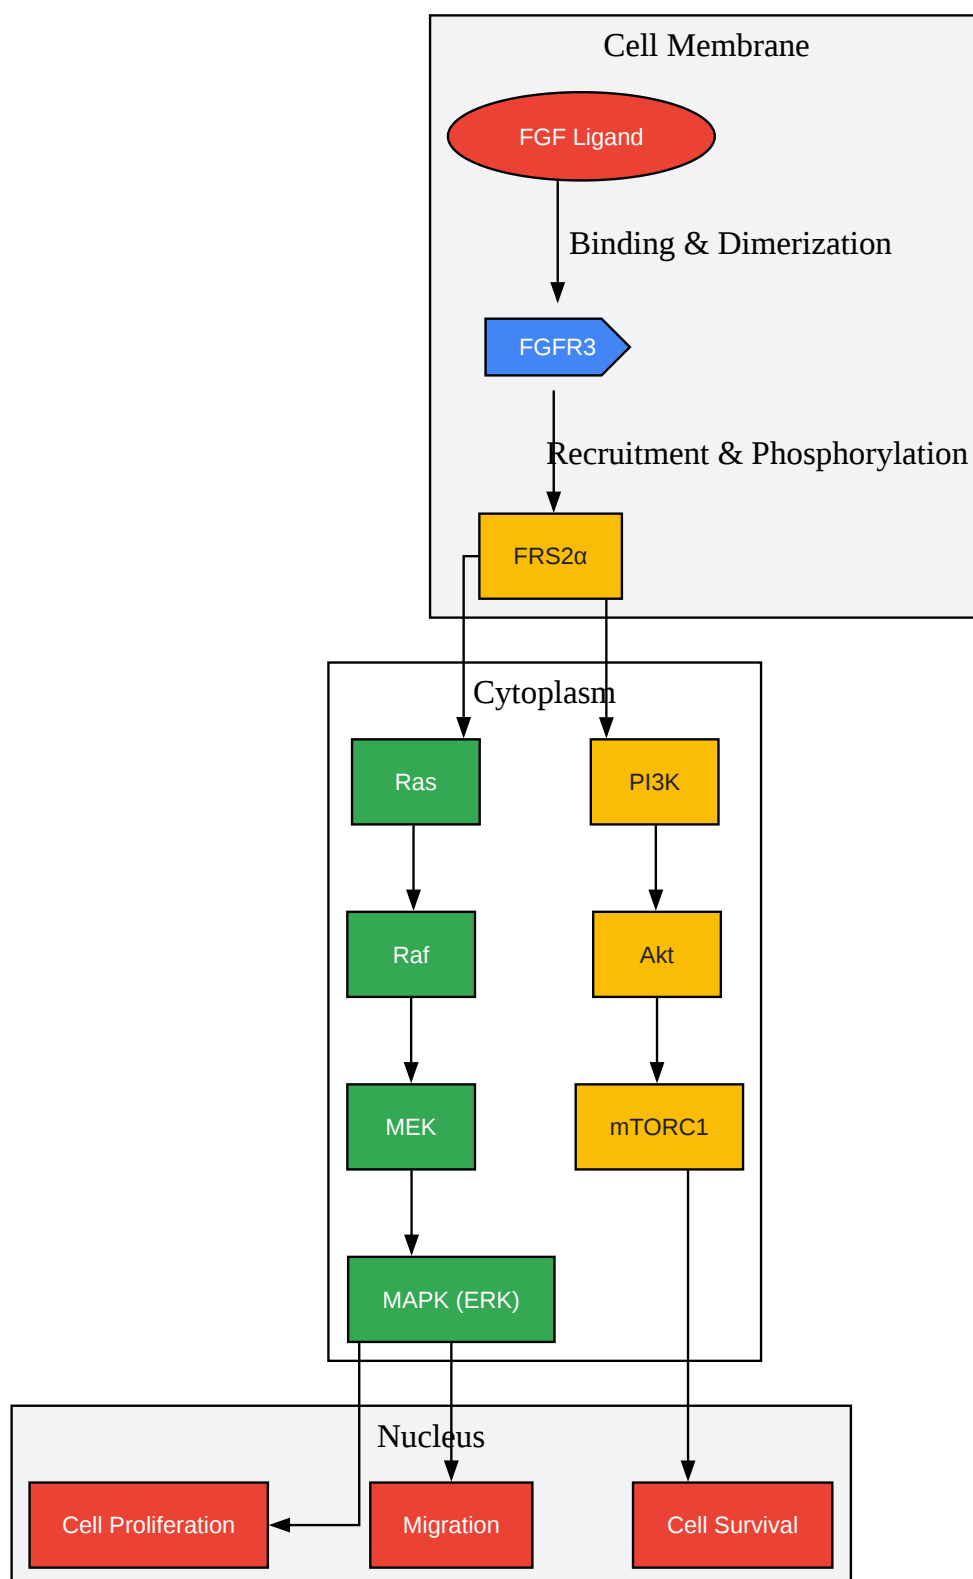 Cell Membrane
FGF Ligand
Binding & Dimerization
FGFR3
Recruitment & Phosphorylation
FRS2α
Cytoplasm
Ras
PI3K
Raf
Akt
MEK
mTORC1
MAPK (ERK)
Nucleus
Cell Proliferation
Migration
Cell Survival